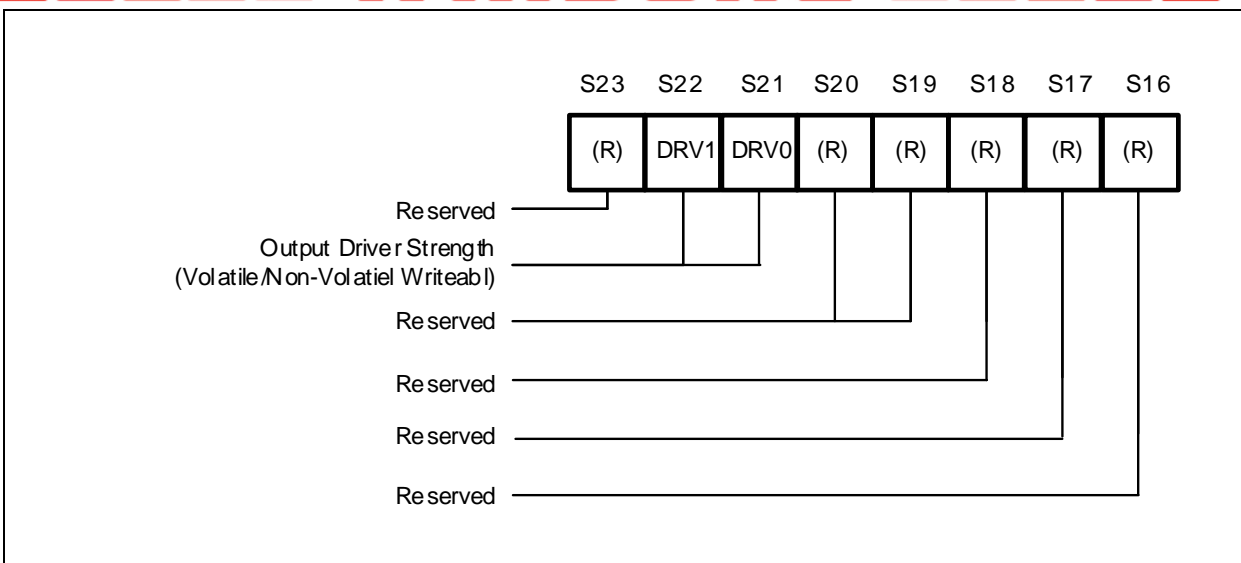 S23 S22 S21 S20 S19 S18 S17 S16
(R) DRV1 DRV0 (R) (R) (R) (R) (R)
Reserved
Output Driver Strength
(Volatile/Non-Volatiel Writeabl)
Reserved
Reserved
Reserved
Reserved